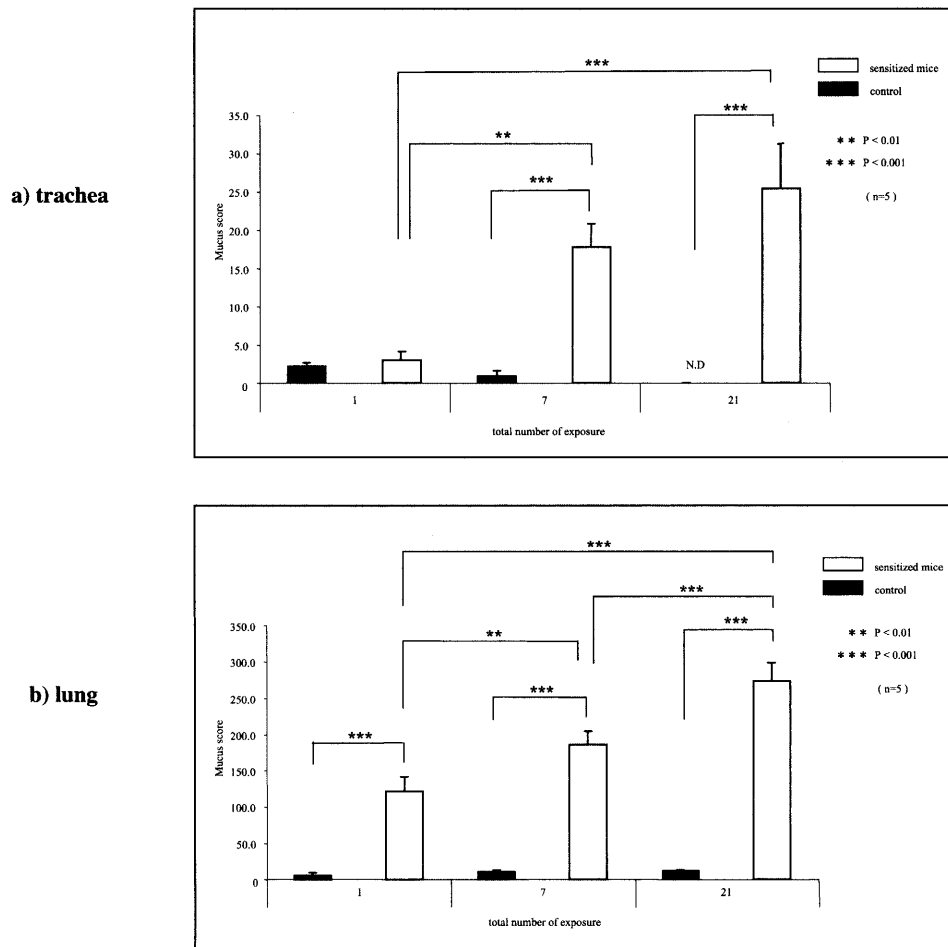 a) trachea
***
sensitized mice
control
** P < 0.01
*** P < 0.001
( n=5 )
**
***
***
Mucus score
35.0
30.0
25.0
20.0
15.0
10.0
5.0
0
N.D
1 7 21
total number of exposure
b) lung
***
sensitized mice
control
** P < 0.01
*** P < 0.001
( n=5 )
***
**
***
***
***
Mucus score
350.0
300.0
250.0
200.0
150.0
100.0
50.0
0
1 7 21
total number of exposure